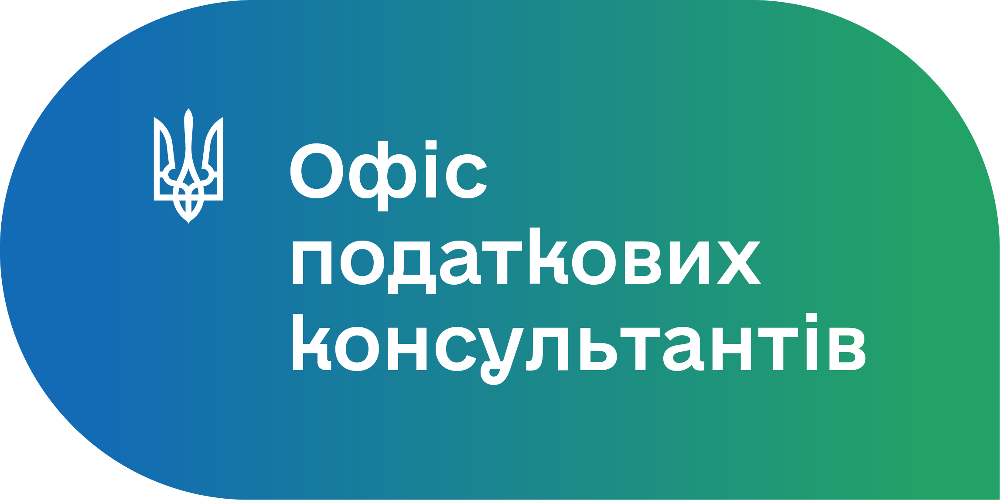 Офіс
податкових
консультантів